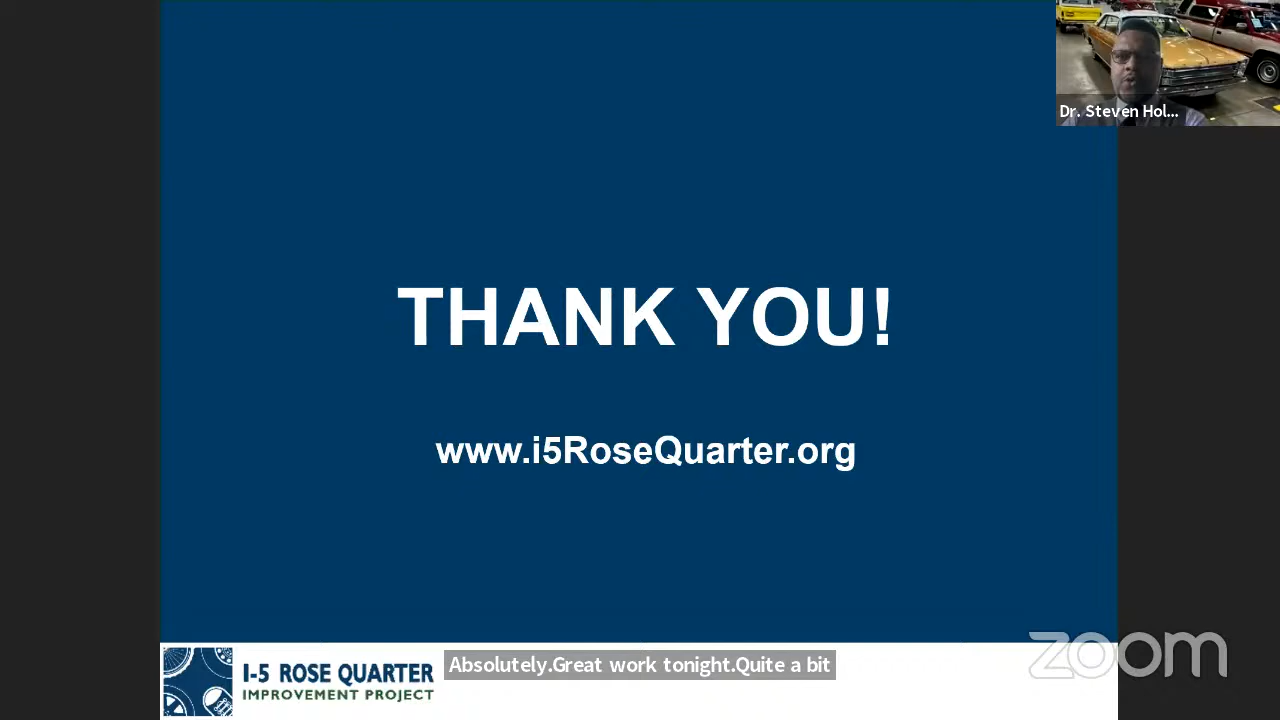 Dr. Steven Hol...
THANK YOU!
www.i5RoseQuarter.org
I-5 ROSE QUARTER
IMPROVEMENT PROJECT
Absolutely.Great work tonight.Quite a bit
zoom